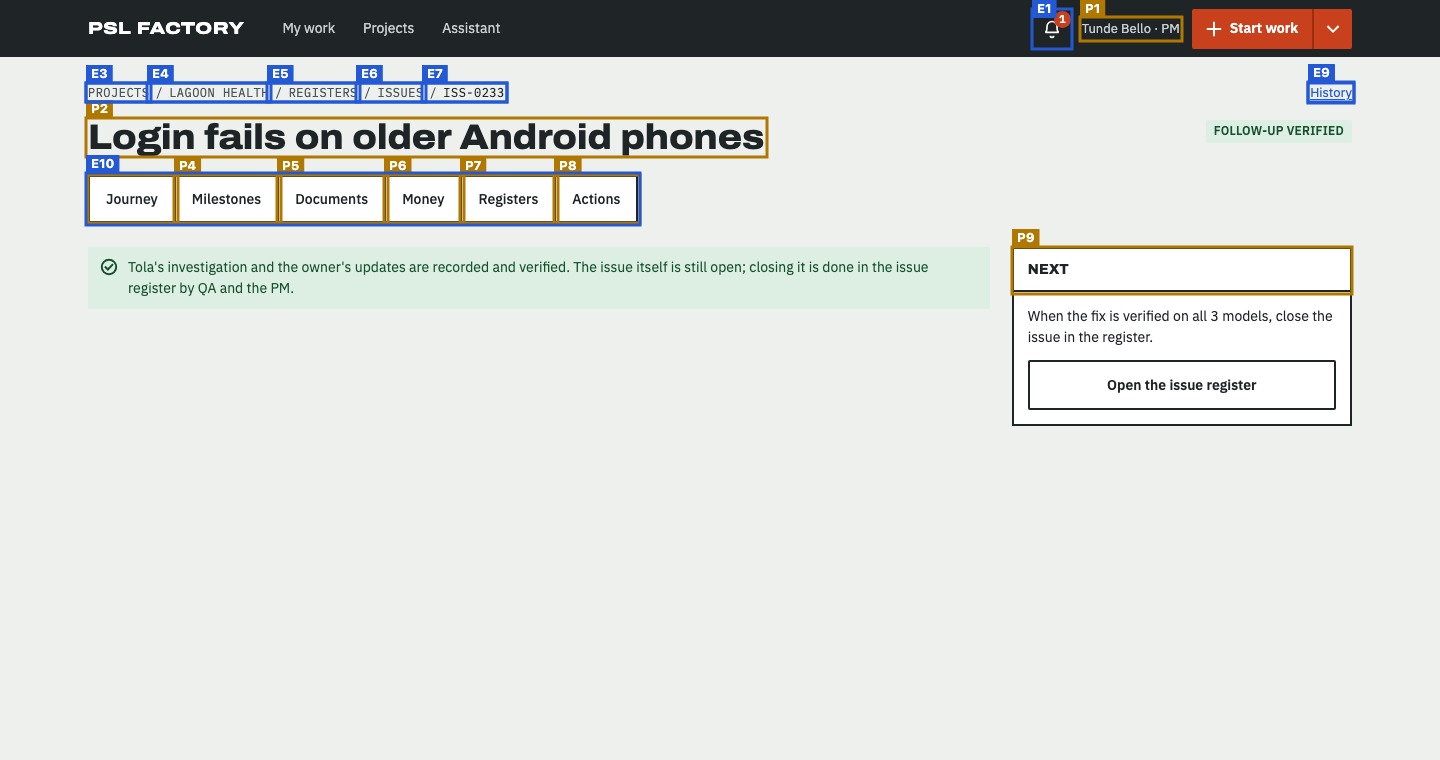 PSL FACTORY
My work
Projects
Assistant
E1
1
P1
Tunde Bello · PM
Start work
E3
E4
E5
E6
E7
E9
PROJECTS / LAGOON HEALTH / REGISTERS / ISSUES / ISS-0233
History
P2
Login fails on older Android phones
FOLLOW-UP VERIFIED
E10
P4
P5
P6
P7
P8
Journey
Milestones
Documents
Money
Registers
Actions
Tola's investigation and the owner's updates are recorded and verified. The issue itself is still open; closing it is done in the issue
register by QA and the PM.
P9
NEXT
When the fix is verified on all 3 models, close the
issue in the register.
Open the issue register